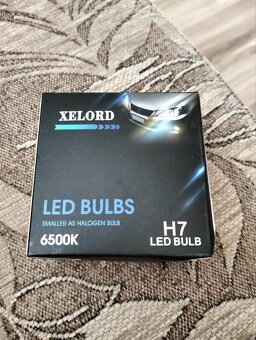 XELORD
LED BULBS
SMALLER AS HALOGEN BULB
6500K
H7
LED BULB